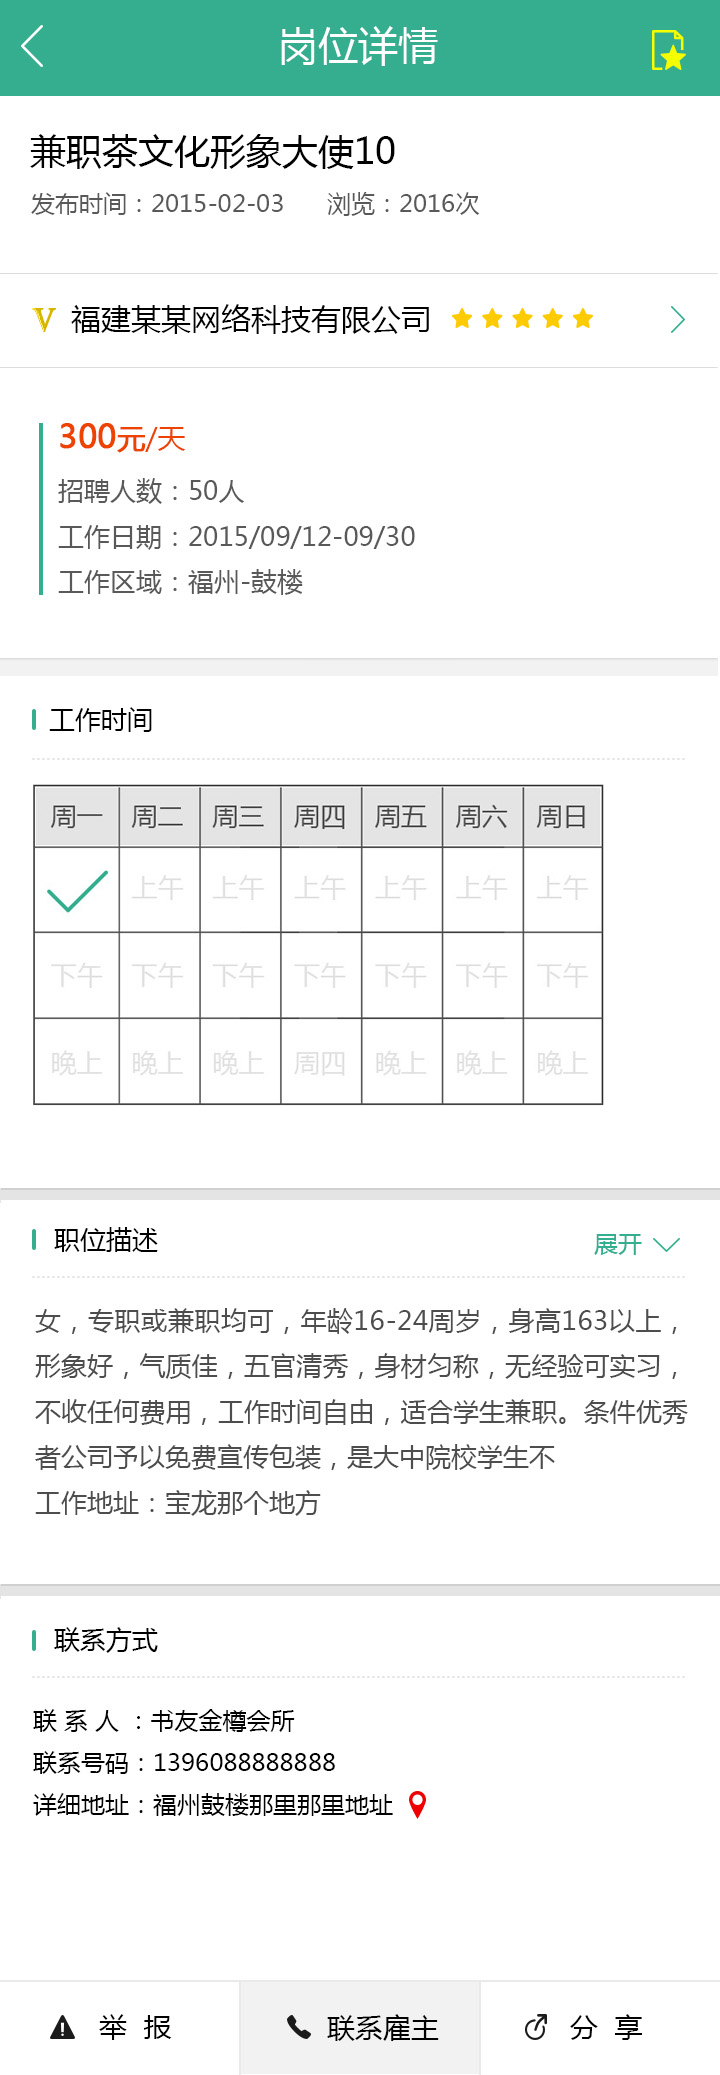 岗位详情
兼职茶文化形象大使10
发布时间：2015-02-03 浏览：2016次
V 福建某某网络科技有限公司
300元/天
招聘人数：50人
工作日期：2015/09/12-09/30
工作区域：福州-鼓楼
工作时间
周一 周二 周三 周四 周五 周六 周日
上午 上午 上午 上午 上午 上午
下午 下午 下午 下午 下午 下午 下午
晚上 晚上 晚上 周四 晚上 晚上 晚上
职位描述 展开
女，专职或兼职均可，年龄16-24周岁，身高163以上，
形象好，气质佳，五官清秀，身材匀称，无经验可实习，
不收任何费用，工作时间自由，适合学生兼职。条件优秀
者公司予以免费宣传包装，是大中院校学生不
工作地址：宝龙那个地方
联系方式
联 系 人 ：书友金樽会所
联系号码：1396088888888
详细地址：福州鼓楼那里那里地址
举 报 联系雇主 分 享